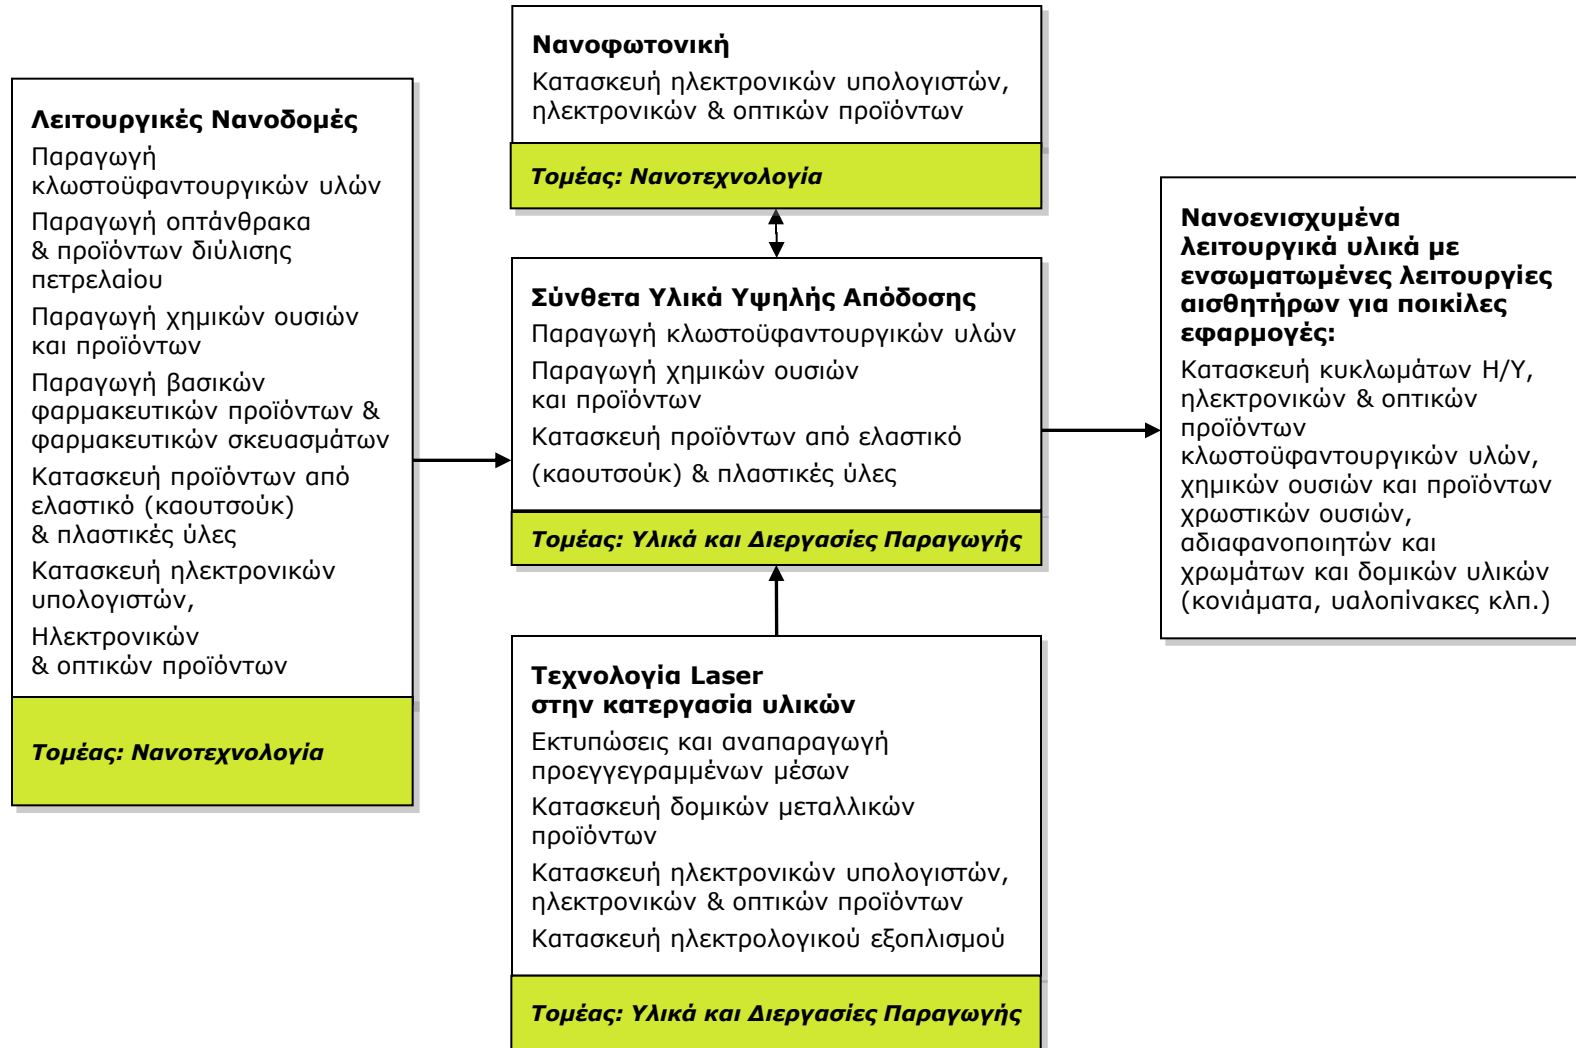 Λειτουργικές Νανοδομές
Παραγωγή
κλωστοϋφαντουργικών υλών
Παραγωγή οπτάνθρακα
& προϊόντων διύλισης
πετρελαίου
Παραγωγή χημικών ουσιών
και προϊόντων
Παραγωγή βασικών
φαρμακευτικών προϊόντων &
φαρμακευτικών σκευασμάτων
Κατασκευή προϊόντων από
ελαστικό (καουτσούκ)
& πλαστικές ύλες
Κατασκευή ηλεκτρονικών
υπολογιστών,
Ηλεκτρονικών
& οπτικών προϊόντων
Τομέας: Νανοτεχνολογία
Νανοφωτονική
Κατασκευή ηλεκτρονικών υπολογιστών,
ηλεκτρονικών & οπτικών προϊόντων
Τομέας: Νανοτεχνολογία
Σύνθετα Υλικά Υψηλής Απόδοσης
Παραγωγή κλωστοϋφαντουργικών υλών
Παραγωγή χημικών ουσιών
και προϊόντων
Κατασκευή προϊόντων από ελαστικό
(καουτσούκ) & πλαστικές ύλες
Τομέας: Υλικά και Διεργασίες Παραγωγής
Τεχνολογία Laser
στην κατεργασία υλικών
Εκτυπώσεις και αναπαραγωγή
προεγγεγραμμένων μέσων
Κατασκευή δομικών μεταλλικών
προϊόντων
Κατασκευή ηλεκτρονικών υπολογιστών,
ηλεκτρονικών & οπτικών προϊόντων
Κατασκευή ηλεκτρολογικού εξοπλισμού
Τομέας: Υλικά και Διεργασίες Παραγωγής
Νανοενισχυμένα
λειτουργικά υλικά με
ενσωματωμένες λειτουργίες
αισθητήρων για ποικίλες
εφαρμογές:
Κατασκευή κυκλωμάτων Η/Υ,
ηλεκτρονικών & οπτικών
προϊόντων
κλωστοϋφαντουργικών υλών,
χημικών ουσιών και προϊόντων
χρωστικών ουσιών,
αδιαφανοποιητών και
χρωμάτων και δομικών υλικών
(κονιάματα, υαλοπίνακες κλπ.)